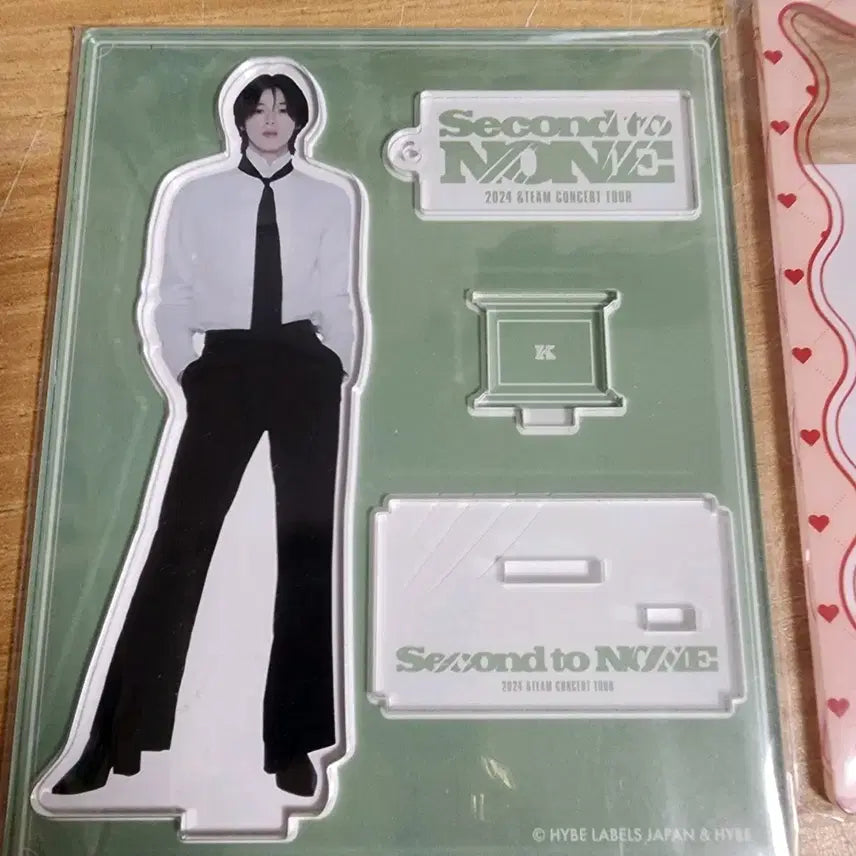 Second to
NONE
2024 &TEAM CONCERT TOUR
K
Second to NONE
2024 &TEAM CONCERT TOUR
© HYBE LABELS JAPAN & HYBE